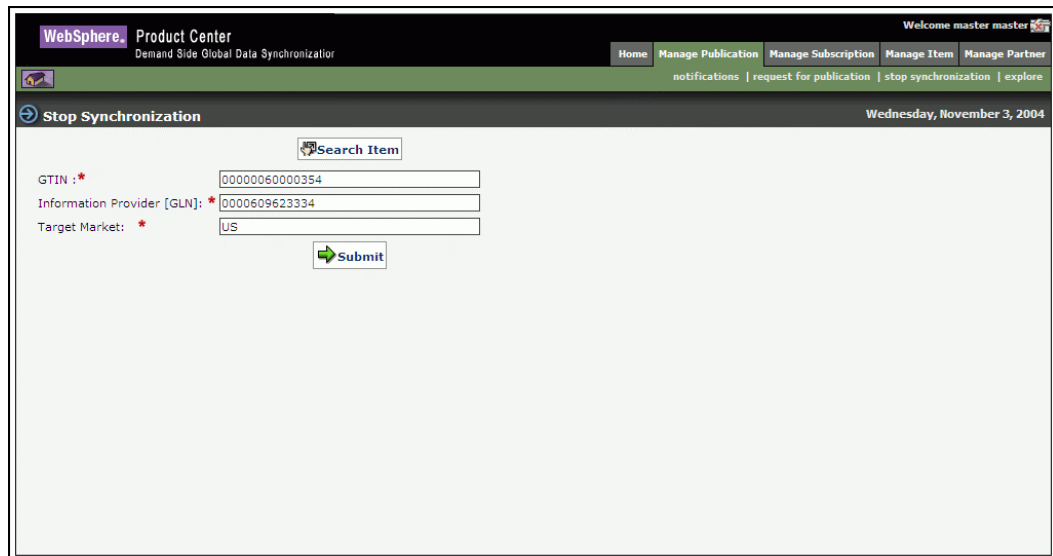 Welcome master master
WebSphere. Product Center
Demand Side Global Data Synchronization
Home Manage Publication Manage Subscription Manage Item Manage Partner
notifications | request for publication | stop synchronization | explore
Stop Synchronization Wednesday, November 3, 2004
Search Item
GTIN :* 00000060000354
Information Provider [GLN]: * 0000609623334
Target Market: * US
Submit